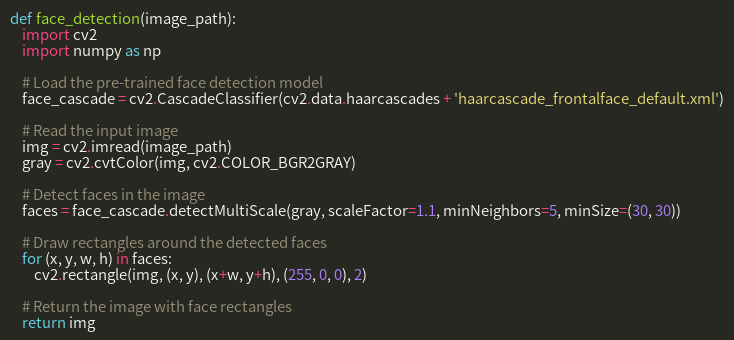 def face_detection(image_path):
    import cv2
    import numpy as np

    # Load the pre-trained face detection model
    face_cascade = cv2.CascadeClassifier(cv2.data.haarcascades + 'haarcascade_frontalface_default.xml')

    # Read the input image
    img = cv2.imread(image_path)
    gray = cv2.cvtColor(img, cv2.COLOR_BGR2GRAY)

    # Detect faces in the image
    faces = face_cascade.detectMultiScale(gray, scaleFactor=1.1, minNeighbors=5, minSize=(30, 30))

    # Draw rectangles around the detected faces
    for (x, y, w, h) in faces:
        cv2.rectangle(img, (x, y), (x+w, y+h), (255, 0, 0), 2)

    # Return the image with face rectangles
    return img